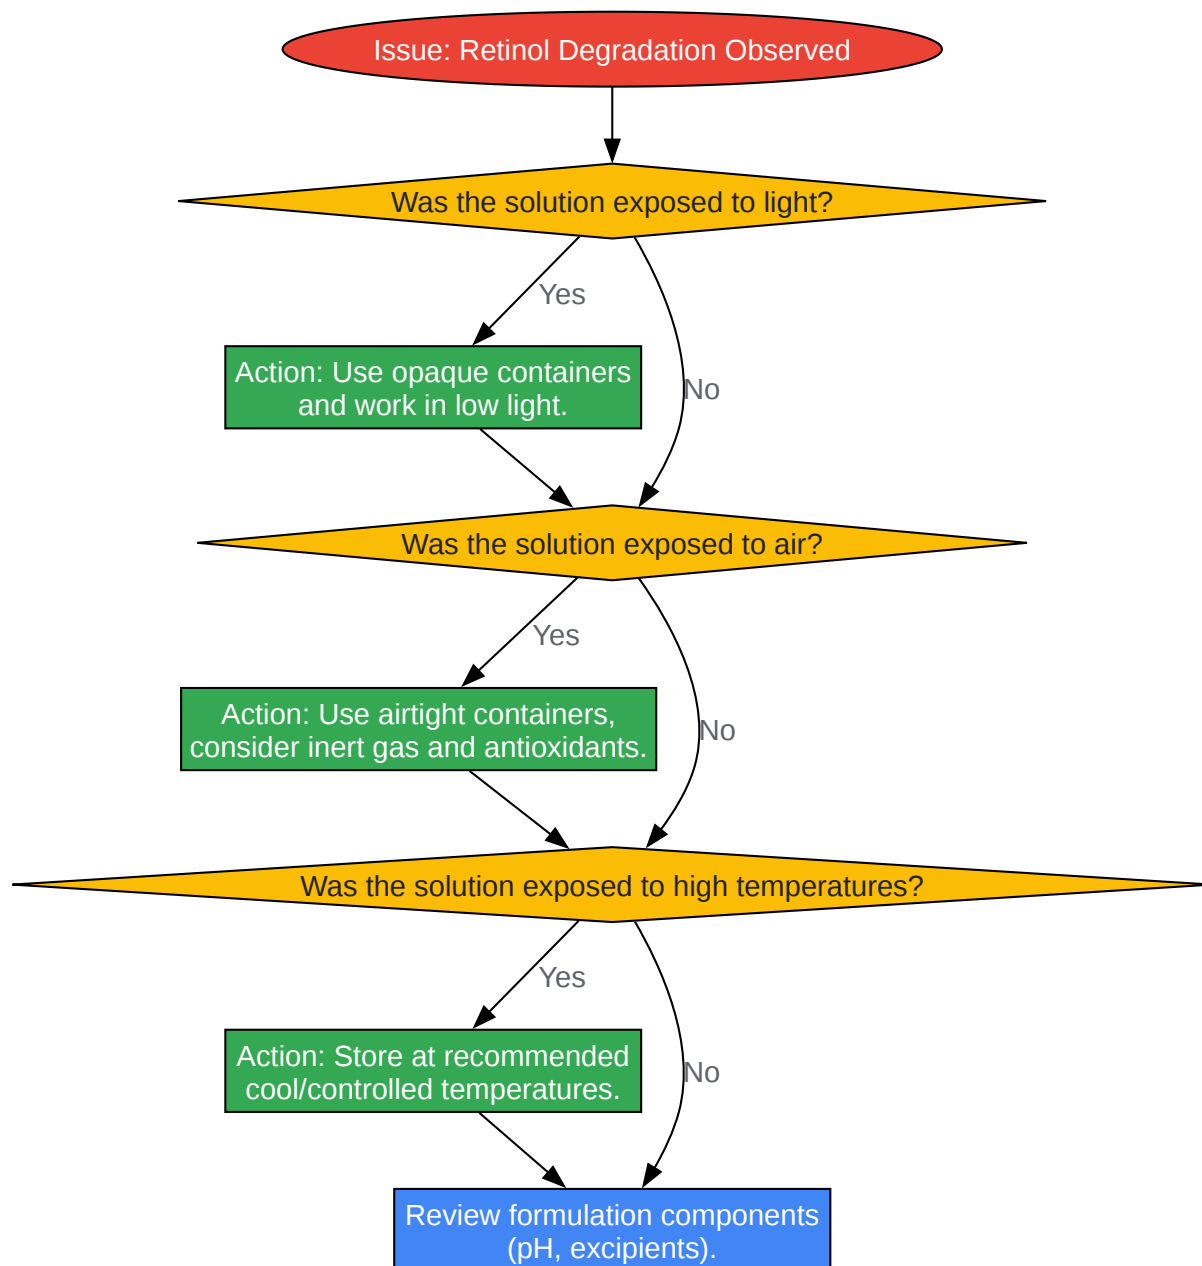 Issue: Retinol Degradation Observed
Was the solution exposed to light?
Yes
Action: Use opaque containers
and work in low light.
No
Was the solution exposed to air?
Yes
Action: Use airtight containers,
consider inert gas and antioxidants.
No
Was the solution exposed to high temperatures?
Yes
Action: Store at recommended
cool/controlled temperatures.
No
Review formulation components
(pH, excipients).